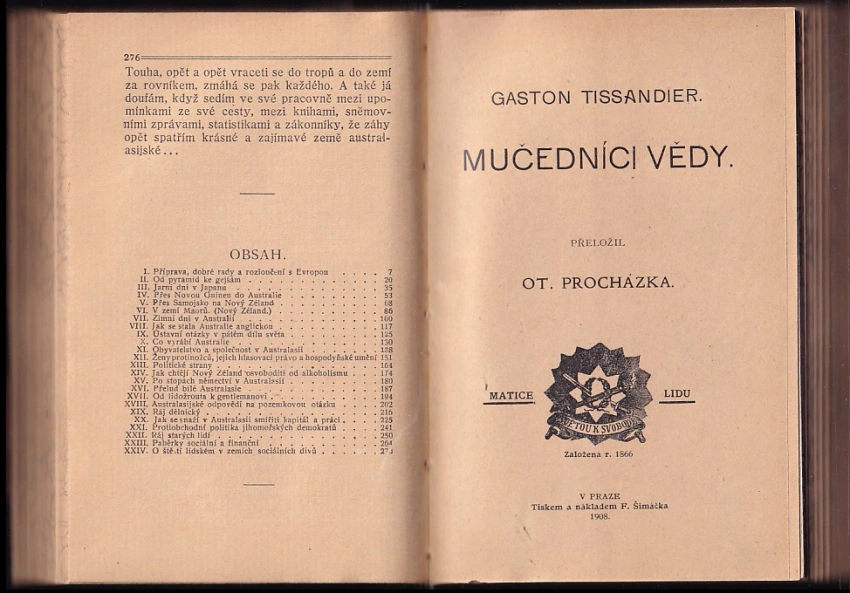 276
Touha, opět a opět vraceti se do tropů a do zemí
za rovníkem, zmáhá se pak každého. A také já
doufám, když sedím ve své pracovně mezi upo-
mínkami ze své cesty, mezi knihami, sněmov-
ními zprávami, statistikami a zákonníky, že záhy
opět spatřím krásné a zajímavé země austral-
asijské ...
OBSAH.
I. Příprava, dobré rady a rozloučení s Evropou . . . . 7
II. Od pyramid ke gejšám . . . . . . . . . . 20
III. Jarní dni v Japanu . . . . . . . . . . 35
IV. Přes Novou Guineu do Australie . . . . . . . 53
V. Přes Samojsko na Nový Zéland . . . . . . . 68
VI. V zemi Maorů. (Nový Zéland.) . . . . . . . 86
VII. Zimní dni v Australii . . . . . . . . . . 100
VIII. Jak se stala Australie anglickou . . . . . . . 117
IX. Ústavní otázky v pátém dílu světa . . . . . . 125
X. Co vyrábí Australie . . . . . . . . . . 130
XI. Obyvatelstvo a společnost v Australasii . . . . . 138
XII. Ženy protinožců, jejich hlasovací právo a hospodyňské umění 151
XIII. Politické strany . . . . . . . . . . 164
XIV. Jak chtějí Nový Zéland osvoboditi od alkoholismu . . . 174
XV. Po stopách němectví v Australasii . . . . . . 180
XVI. Přelud bílé Australasie . . . . . . . . . 187
XVII. Od lidožrouta k gentlemanovi . . . . . . . 194
XVIII. Australasijské odpovědi na pozemkovou otázku . . . . 202
XIX. Ráj dělnický . . . . . . . . . . 216
XX. Jak se snaží v Australasii smířiti kapitál a práci . . . . 225
XXI. Protiobchodní politika jihomořských demokratů . . . . 241
XXII. Ráj starých lidí . . . . . . . . . . 250
XXIII. Paběrky sociální a finanční . . . . . . . . 264
XXIV. O štěstí lidském v zemích sociálních divů . . . . . .
GASTON TISSANDIER.
MUČEDNÍCI VĚDY.
PŘELOŽIL
OT. PROCHÁZKA.
MATICE LIDU
OSVĚTOU K SVOBODĚ
Založena r. 1866
V PRAZE
Tiskem a nákladem F. Šimáčka
1908.